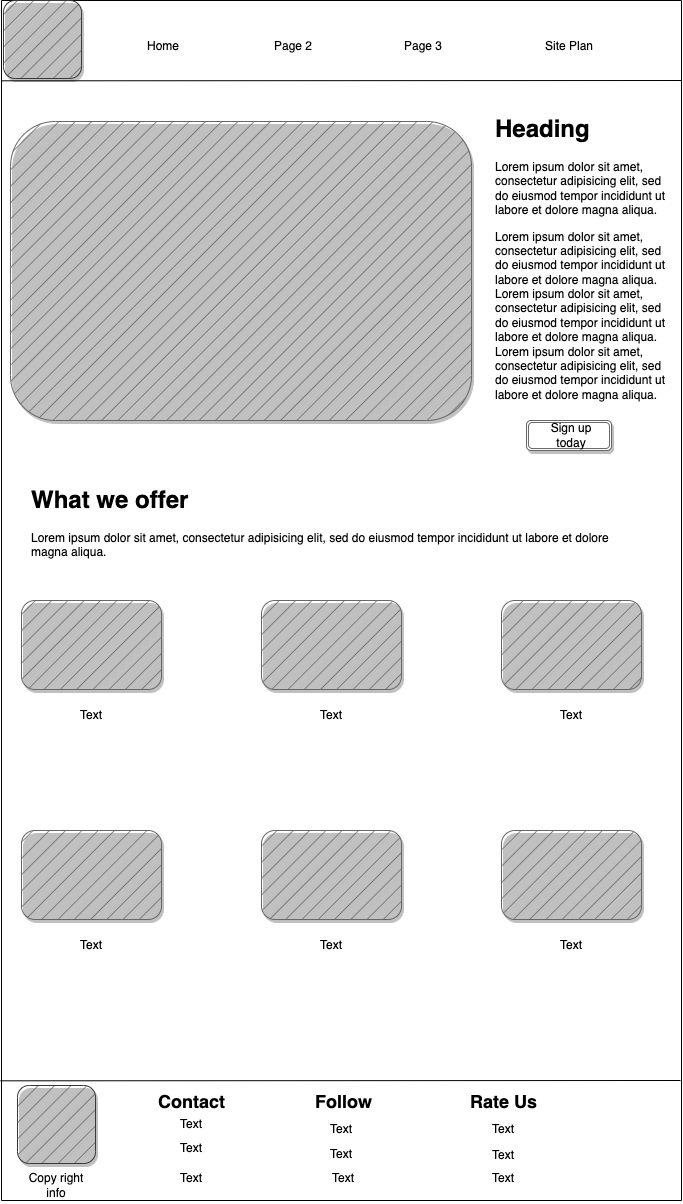 Home Page 2 Page 3 Site Plan
Heading
Lorem ipsum dolor sit amet,
consectetur adipisicing elit, sed
do eiusmod tempor incididunt ut
labore et dolore magna aliqua.
Lorem ipsum dolor sit amet,
consectetur adipisicing elit, sed
do eiusmod tempor incididunt ut
labore et dolore magna aliqua.
Lorem ipsum dolor sit amet,
consectetur adipisicing elit, sed
do eiusmod tempor incididunt ut
labore et dolore magna aliqua.
Lorem ipsum dolor sit amet,
consectetur adipisicing elit, sed
do eiusmod tempor incididunt ut
labore et dolore magna aliqua.
Sign up
today
What we offer
Lorem ipsum dolor sit amet, consectetur adipisicing elit, sed do eiusmod tempor incididunt ut labore et dolore
magna aliqua.
Text Text Text
Text Text Text
Copy right
info
Contact
Text
Text
Text
Follow
Text
Text
Text
Rate Us
Text
Text
Text